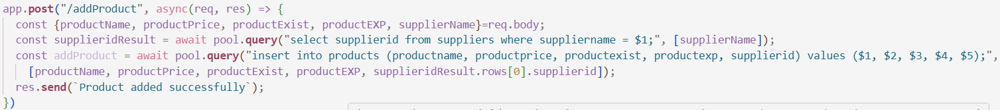 app.post("/addProduct", async(req, res) => {
const {productName, productPrice, productExist, productEXP, supplierName}=req.body;
const supplieridResult = await pool.query("select supplierid from suppliers where suppliername = $1;", [supplierName]);
const addProduct = await pool.query("insert into products (productname, productprice, productexist, productexp, supplierid) values ($1, $2, $3, $4, $5);",
[productName, productPrice, productExist, productEXP, supplieridResult.rows[0].supplierid]);
res.send(`Product added successfully`);
})